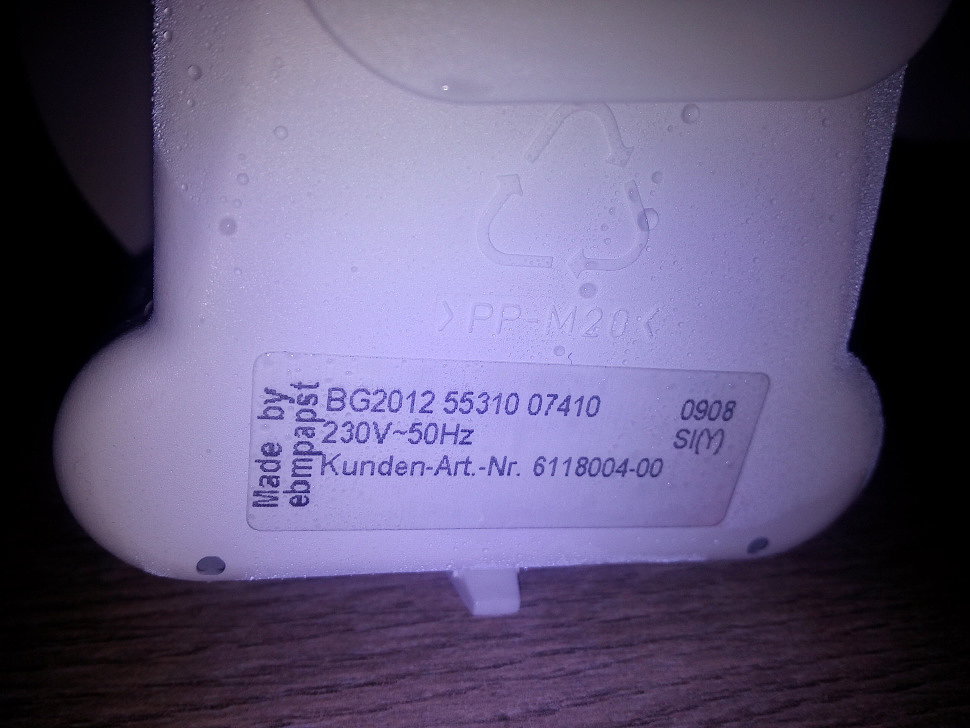 >PP-M20<
Made by
ebmpapst
BG2012 55310 07410
0908
230V~50Hz
SI(Y)
Kunden-Art.-Nr. 6118004-00